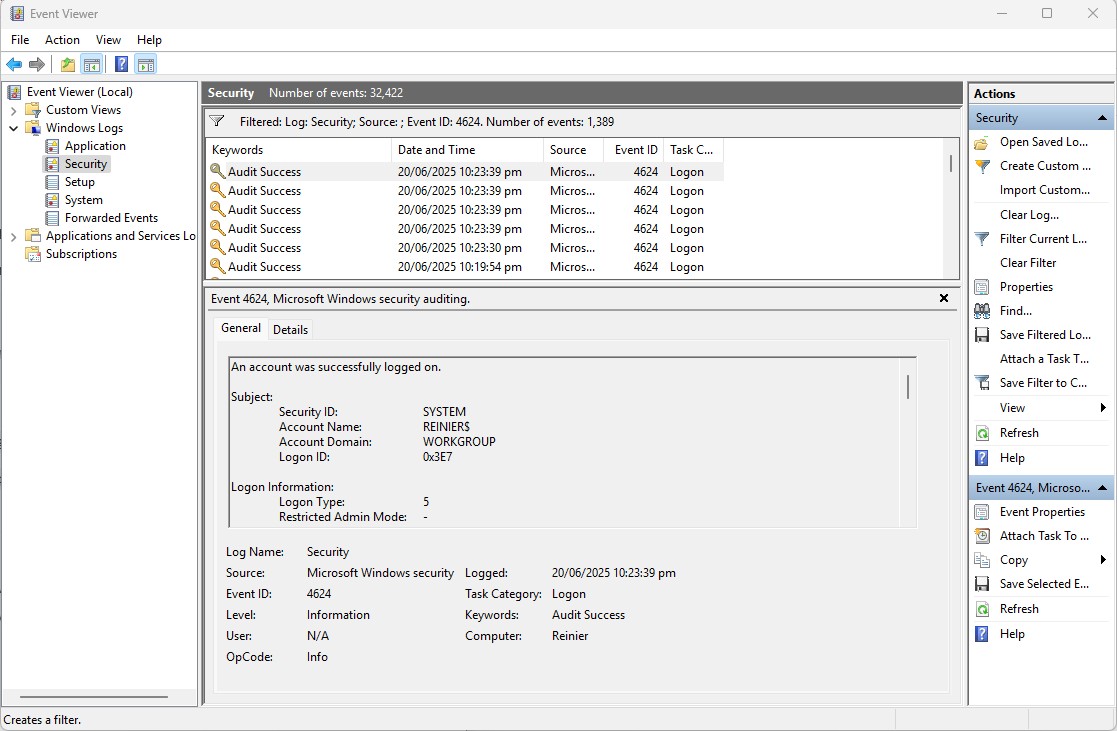 Event Viewer
File Action View Help
Event Viewer (Local)
Custom Views
Windows Logs
Application
Security
Setup
System
Forwarded Events
Applications and Services Lo
Subscriptions
Security Number of events: 32,422
Filtered: Log: Security; Source: ; Event ID: 4624. Number of events: 1,389
Keywords Date and Time Source Event ID Task C...
Audit Success 20/06/2025 10:23:39 pm Micros... 4624 Logon
Audit Success 20/06/2025 10:23:39 pm Micros... 4624 Logon
Audit Success 20/06/2025 10:23:39 pm Micros... 4624 Logon
Audit Success 20/06/2025 10:23:39 pm Micros... 4624 Logon
Audit Success 20/06/2025 10:23:30 pm Micros... 4624 Logon
Audit Success 20/06/2025 10:19:54 pm Micros... 4624 Logon
Event 4624, Microsoft Windows security auditing.
General Details
An account was successfully logged on.
Subject:
Security ID: SYSTEM
Account Name: REINIER$
Account Domain: WORKGROUP
Logon ID: 0x3E7
Logon Information:
Logon Type: 5
Restricted Admin Mode: -
Log Name: Security
Source: Microsoft Windows security Logged: 20/06/2025 10:23:39 pm
Event ID: 4624 Task Category: Logon
Level: Information Keywords: Audit Success
User: N/A Computer: Reinier
OpCode: Info
Actions
Security
Open Saved Lo...
Create Custom ...
Import Custom...
Clear Log...
Filter Current L...
Clear Filter
Properties
Find...
Save Filtered Lo...
Attach a Task T...
Save Filter to C...
View
Refresh
Help
Event 4624, Microso...
Event Properties
Attach Task To ...
Copy
Save Selected E...
Refresh
Help
Creates a filter.